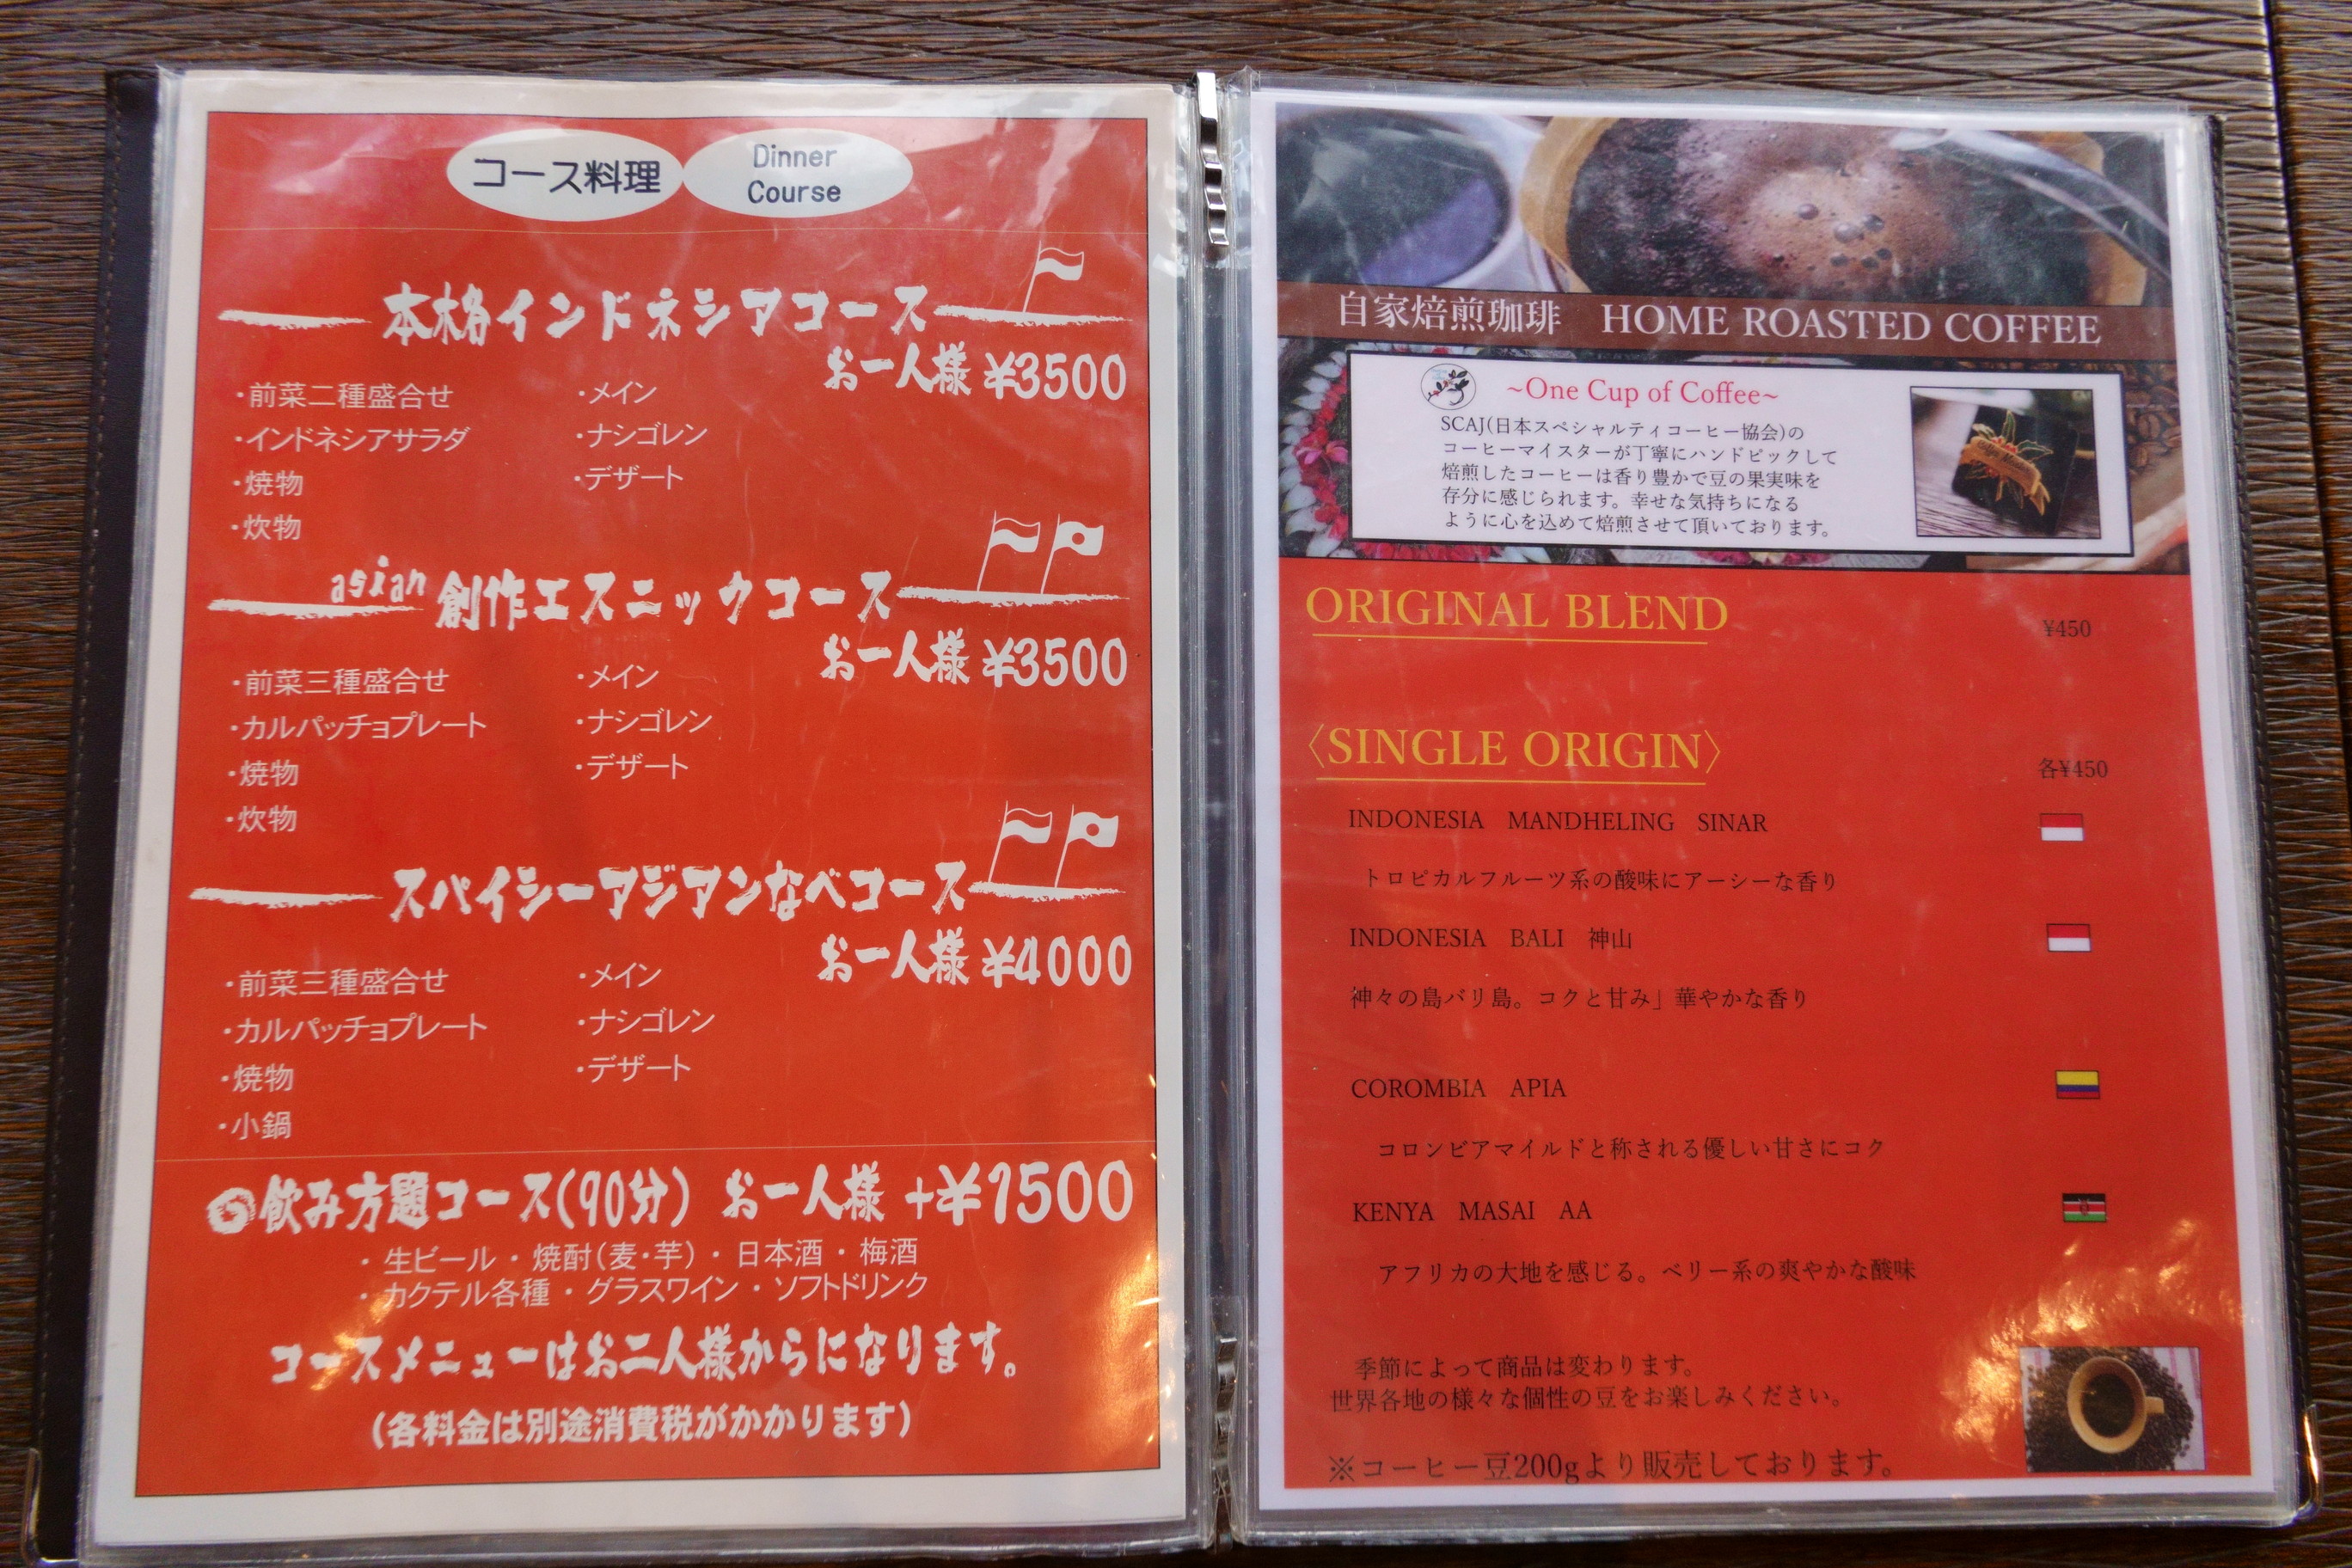 コース料理
Dinner
Course
本格インドネシアコース
お一人様 ¥3500
・前菜二種盛合せ
・インドネシアサラダ
・焼物
・炊物
・メイン
・ナシゴレン
・デザート
asian 創作エスニックコース
お一人様 ¥3500
・前菜三種盛合せ
・カルパッチョプレート
・焼物
・炊物
・メイン
・ナシゴレン
・デザート
スパイシーアジアンなべコース
お一人様 ¥4000
・前菜三種盛合せ
・カルパッチョプレート
・焼物
・小鍋
・メイン
・ナシゴレン
・デザート
◎飲み方題コース(90分) お一人様 +¥1500
・ 生ビール ・ 焼酎(麦・芋) ・ 日本酒 ・ 梅酒
・ カクテル各種 ・ グラスワイン ・ ソフトドリンク
コースメニューはお二人様からになります。
(各料金は別途消費税がかかります)
自家焙煎珈琲 HOME ROASTED COFFEE
~One Cup of Coffee~
SCAJ(日本スペシャルティコーヒー協会)の
コーヒーマイスターが丁寧にハンドピックして
焙煎したコーヒーは香り豊かで豆の果実味を
存分に感じられます。幸せな気持ちになる
ように心を込めて焙煎させて頂いております。
ORIGINAL BLEND ¥450
〈SINGLE ORIGIN〉 各¥450
INDONESIA MANDHELING SINAR
トロピカルフルーツ系の酸味にアーシーな香り
INDONESIA BALI 神山
神々の島バリ島。コクと甘み」華やかな香り
COROMBIA APIA
コロンビアマイルドと称される優しい甘さにコク
KENYA MASAI AA
アフリカの大地を感じる。ベリー系の爽やかな酸味
季節によって商品は変わります。
世界各地の様々な個性の豆をお楽しみください。
※コーヒー豆200gより販売しております。